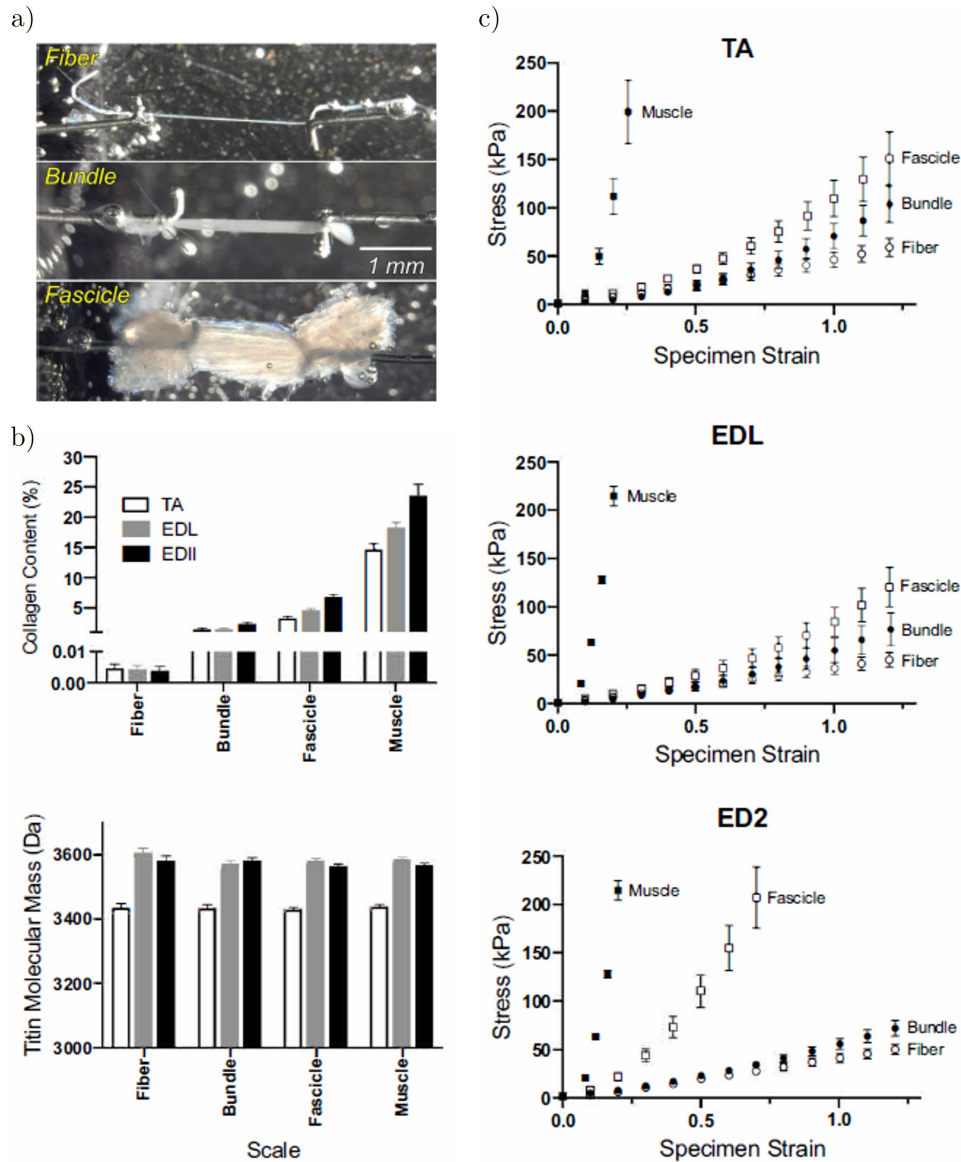 a)
Fiber
Bundle
1 mm
Fascicle
b)
30
25
20
15
10
5
0.01
0.00
Collagen Content (%)
TA
EDL
EDII
Fiber
Bundle
Fascicle
Muscle
3600
3400
3200
3000
Titin Molecular Mass (Da)
Fiber
Bundle
Fascicle
Muscle
Scale
c)
TA
250
200
150
100
50
0
Stress (kPa)
Muscle
Fascicle
Bundle
Fiber
0.0
0.5
1.0
Specimen Strain
EDL
250
200
150
100
50
0
Stress (kPa)
Muscle
Fascicle
Bundle
Fiber
0.0
0.5
1.0
Specimen Strain
ED2
250
200
150
100
50
0
Stress (kPa)
Muscle
Fascicle
Bundle
Fiber
0.0
0.5
1.0
Specimen Strain